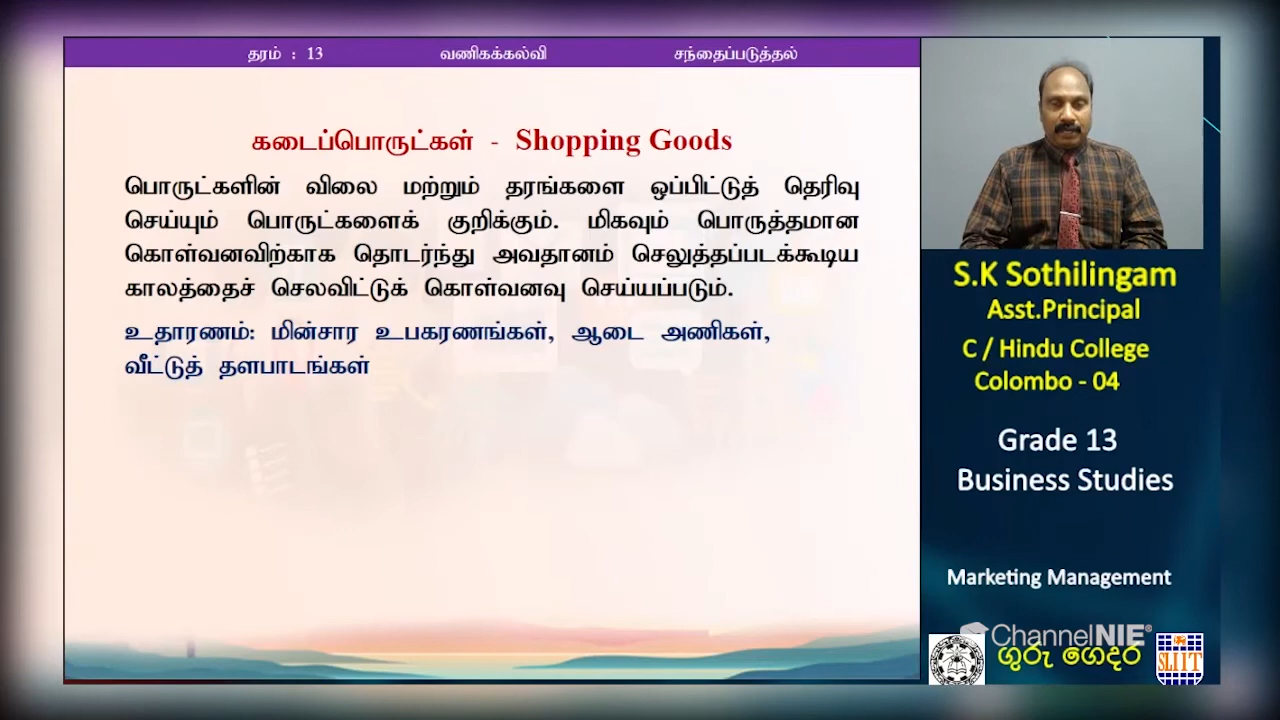 தரம் : 13 வணிகக்கல்வி சந்தைப்படுத்தல்
கடைப்பொருட்கள் - Shopping Goods
பொருட்களின் விலை மற்றும் தரங்களை ஒப்பிட்டுத் தெரிவு
செய்யும் பொருட்களைக் குறிக்கும். மிகவும் பொருத்தமான
கொள்வனவிற்காக தொடர்ந்து அவதானம் செலுத்தப்படக்கூடிய
காலத்தைச் செலவிட்டுக் கொள்வனவு செய்யப்படும்.
உதாரணம்: மின்சார உபகரணங்கள், ஆடை அணிகள்,
வீட்டுத் தளபாடங்கள்
S.K Sothilingam
Asst.Principal
C / Hindu College
Colombo - 04
Grade 13
Business Studies
Marketing Management
ChannelNIE®
ගුරු ගෙදර
SLIIT